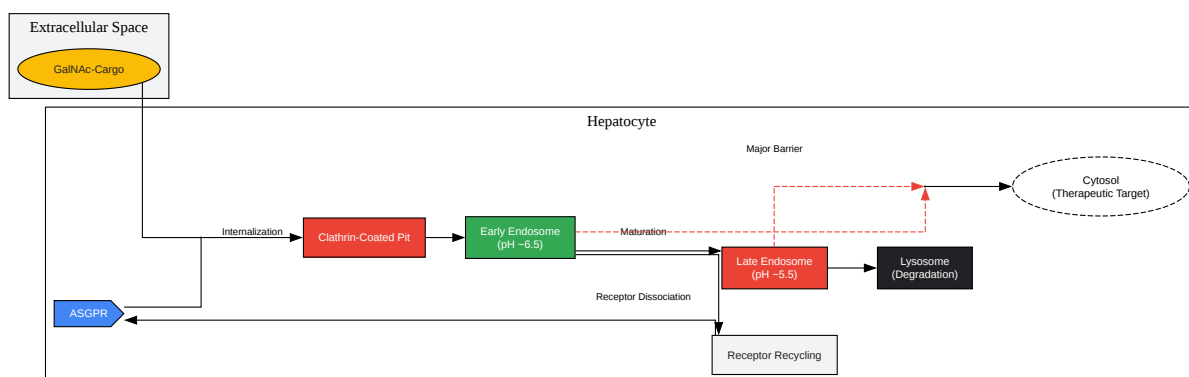 Extracellular Space
GalNAc-Cargo
Hepatocyte
Major Barrier
Cytosol
(Therapeutic Target)
Internalization
Clathrin-Coated Pit
Early Endosome
(pH ~6.5)
Maturation
Late Endosome
(pH ~5.5)
Lysosome
(Degradation)
Receptor Dissociation
ASGPR
Receptor Recycling